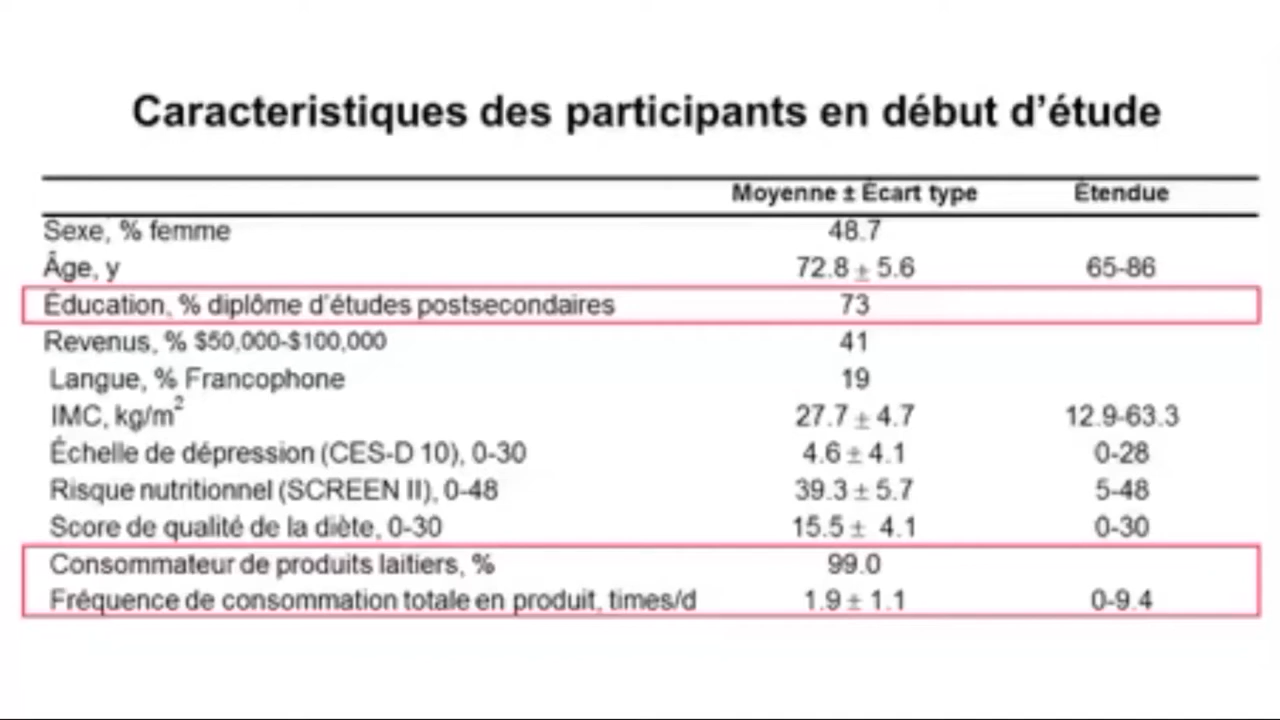 Caracteristiques des participants en début d'étude
Moyenne ± Écart type Étendue
Sexe, % femme 48.7
Âge, y 72.8 ± 5.6 65-86
Éducation, % diplôme d'études postsecondaires 73
Revenus, % $50,000-$100,000 41
Langue, % Francophone 19
IMC, kg/m² 27.7 ± 4.7 12.9-63.3
Échelle de dépression (CES-D 10), 0-30 4.6 ± 4.1 0-28
Risque nutritionnel (SCREEN II), 0-48 39.3 ± 5.7 5-48
Score de qualité de la diète, 0-30 15.5 ± 4.1 0-30
Consommateur de produits laitiers, % 99.0
Fréquence de consommation totale en produit, times/d 1.9 ± 1.1 0-9.4